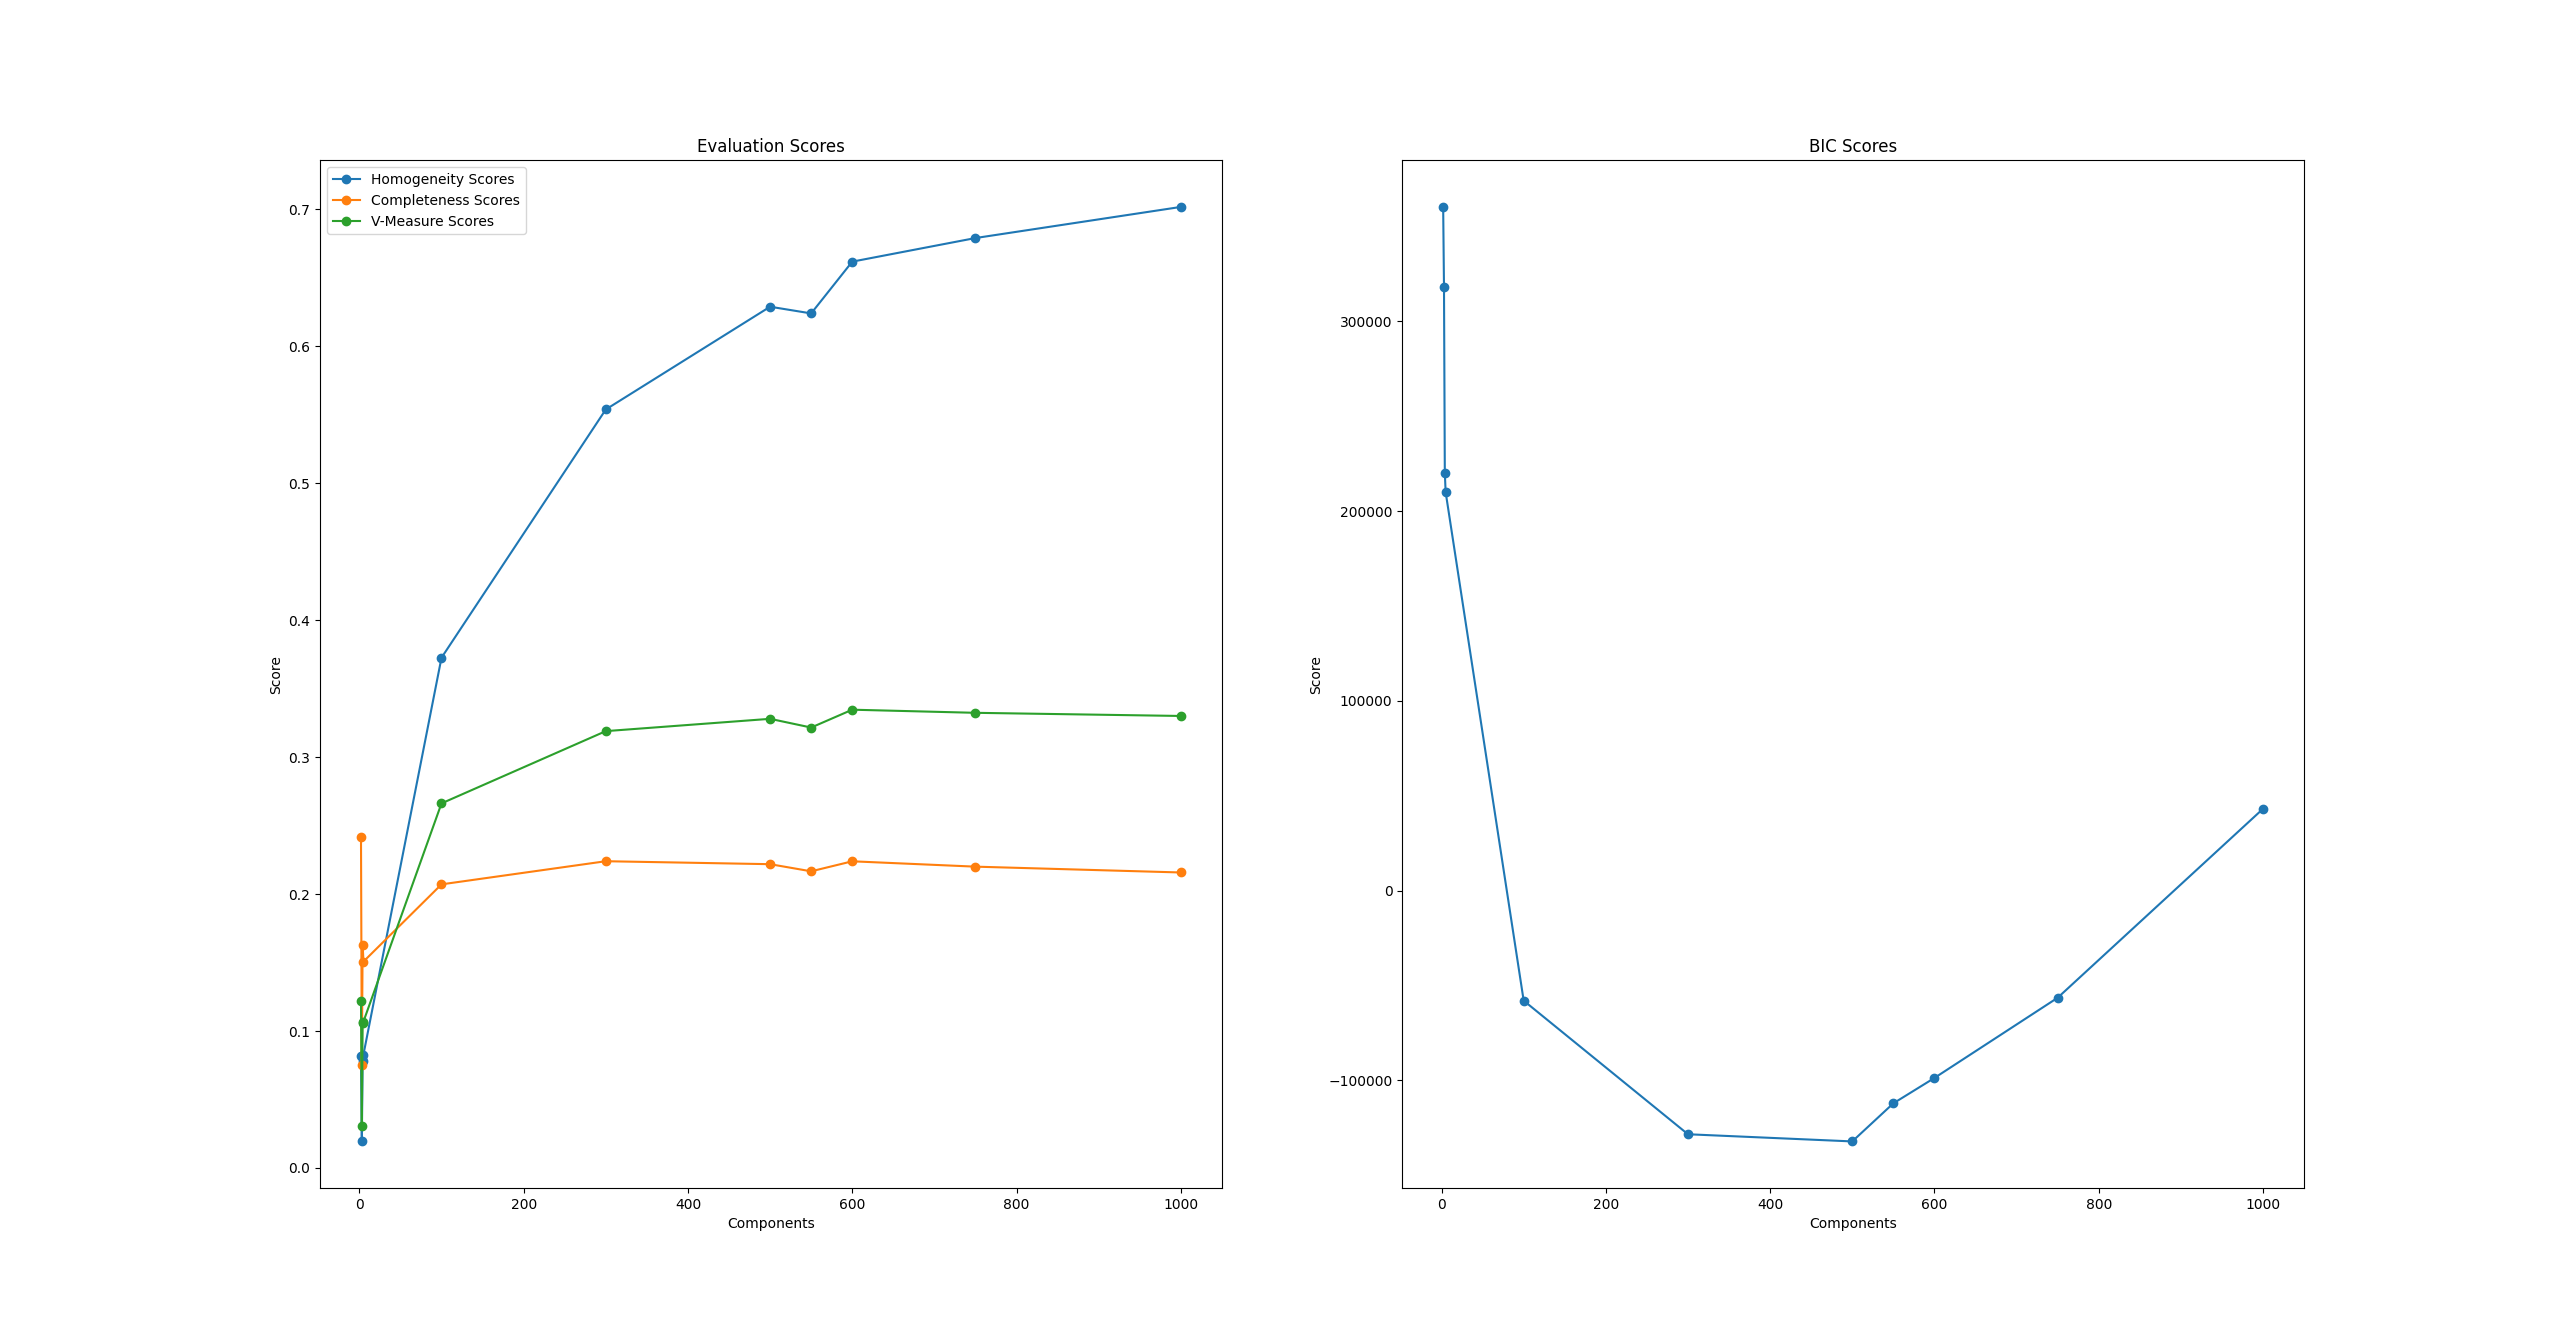 Evaluation Scores
Homogeneity Scores
Completeness Scores
V-Measure Scores
0.7
0.6
0.5
0.4
0.3
0.2
0.1
0.0
Score
0 200 400 600 800 1000
Components
BIC Scores
300000
200000
100000
0
−100000
Score
0 200 400 600 800 1000
Components